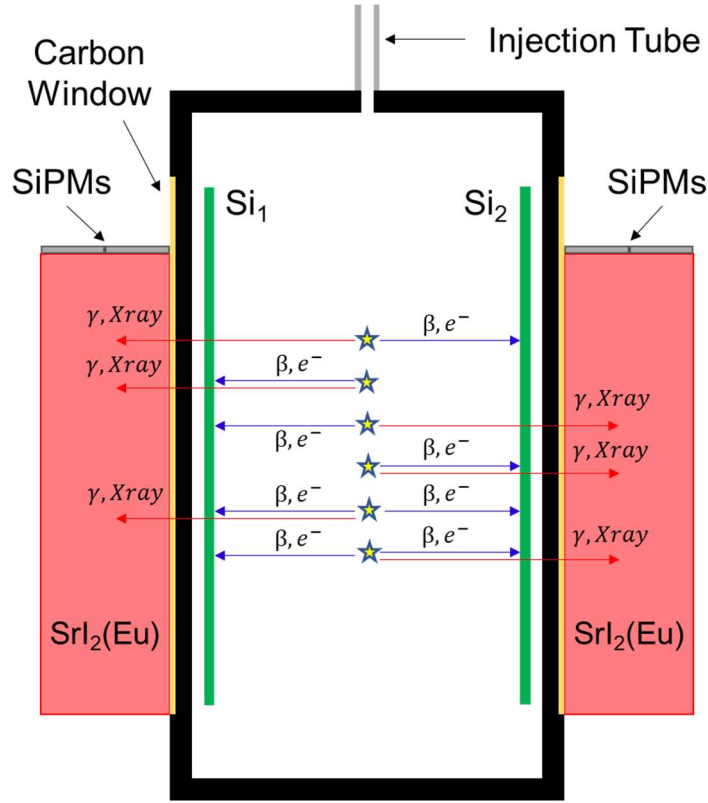 Carbon
Window
Injection Tube
SiPMs
SiPMs
Si₁
Si₂
γ, Xray
β, e⁻
γ, Xray
β, e⁻
γ, Xray
β, e⁻
β, e⁻
γ, Xray
γ, Xray
β, e⁻
β, e⁻
β, e⁻
β, e⁻
γ, Xray
SrI₂(Eu)
SrI₂(Eu)